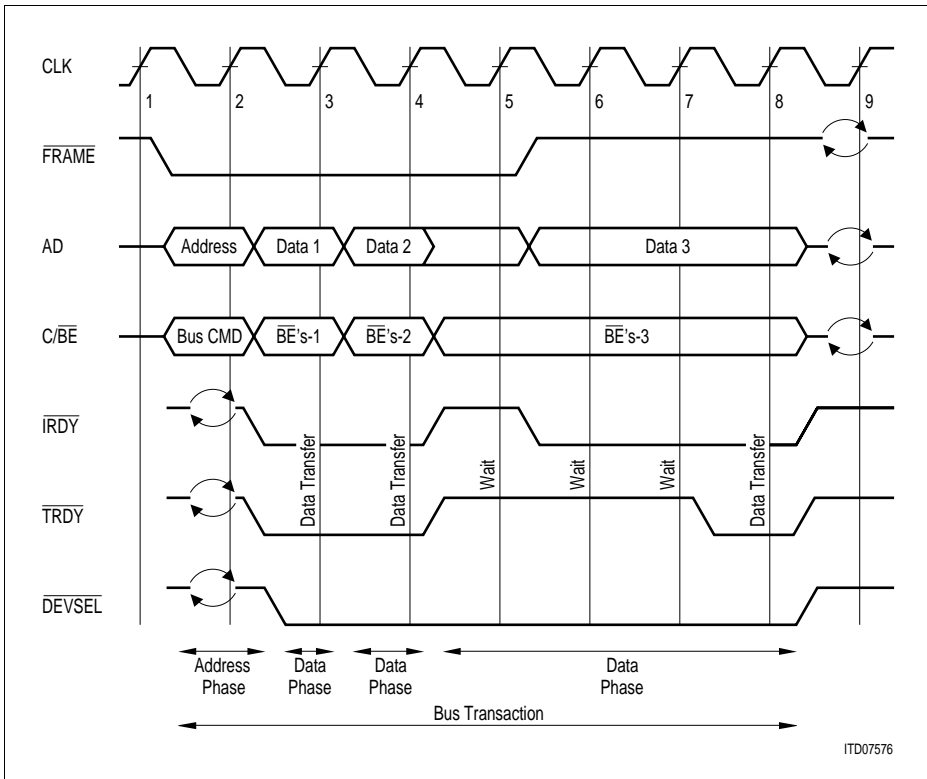 CLK
1 2 3 4 5 6 7 8 9
FRAME
AD Address Data 1 Data 2 Data 3
C/BE Bus CMD BE's-1 BE's-2 BE's-3
IRDY
Data Transfer Data Transfer Wait Wait Wait Data Transfer
TRDY
DEVSEL
Address Data Data Data
Phase Phase Phase Phase
Bus Transaction
ITD07576